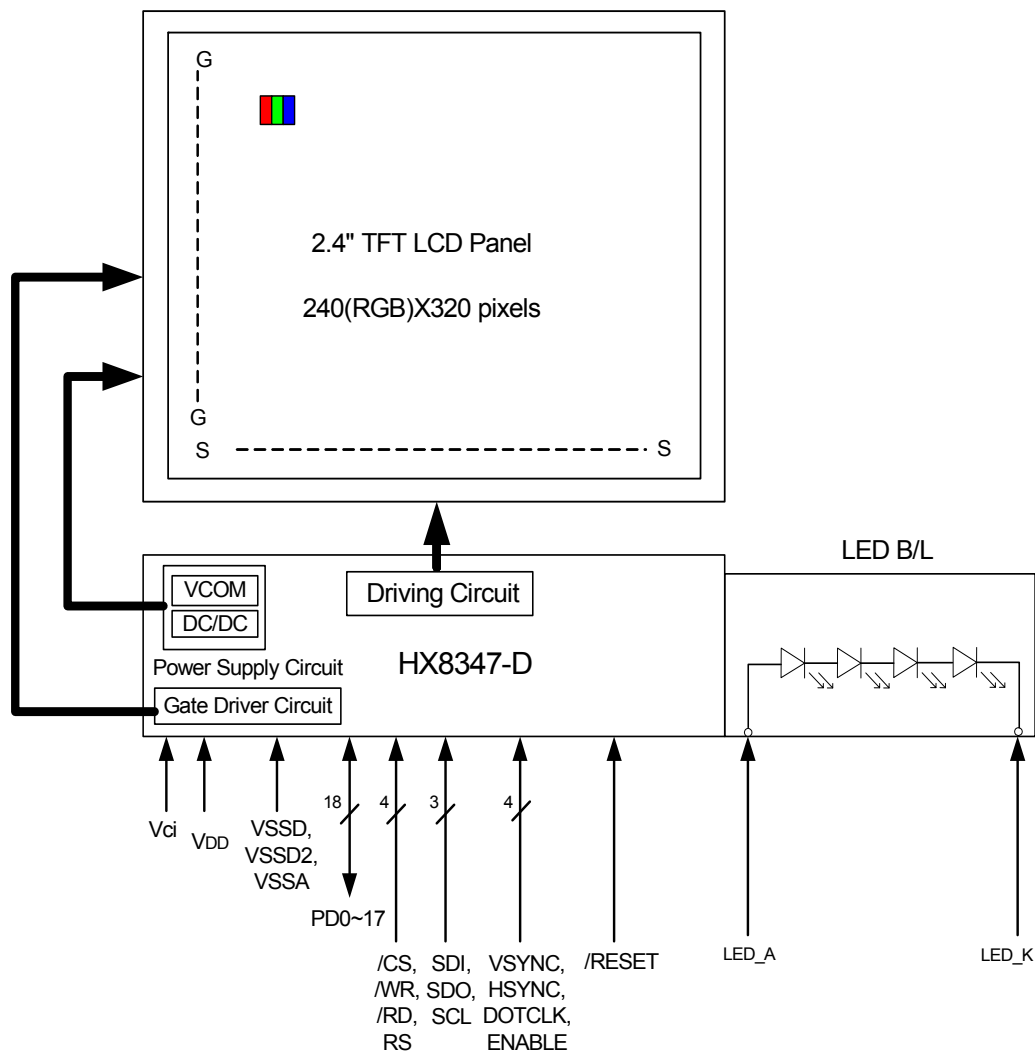 G
2.4" TFT LCD Panel
240(RGB)X320 pixels
G
S
S
LED B/L
VCOM
DC/DC
Driving Circuit
Power Supply Circuit
HX8347-D
Gate Driver Circuit
18
4
3
4
Vci
VDD
VSSD,
VSSD2,
VSSA
PD0~17
/CS,
/WR,
/RD,
RS
SDI,
SDO,
SCL
VSYNC,
HSYNC,
DOTCLK,
ENABLE
/RESET
LED_A
LED_K